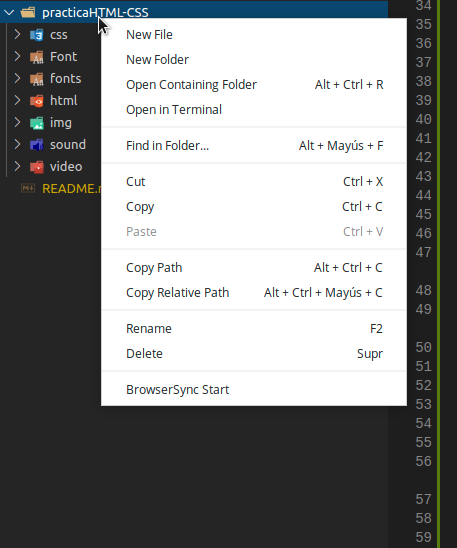 practicaHTML-CSS
css
Font
fonts
html
img
sound
video
README.
New File
New Folder
Open Containing Folder Alt + Ctrl + R
Open in Terminal
Find in Folder... Alt + Mayús + F
Cut Ctrl + X
Copy Ctrl + C
Paste Ctrl + V
Copy Path Alt + Ctrl + C
Copy Relative Path Alt + Ctrl + Mayús + C
Rename F2
Delete Supr
BrowserSync Start
34
35
36
37
38
39
40
41
42
43
44
45
46
47
48
49
50
51
52
53
54
55
56
57
58
59